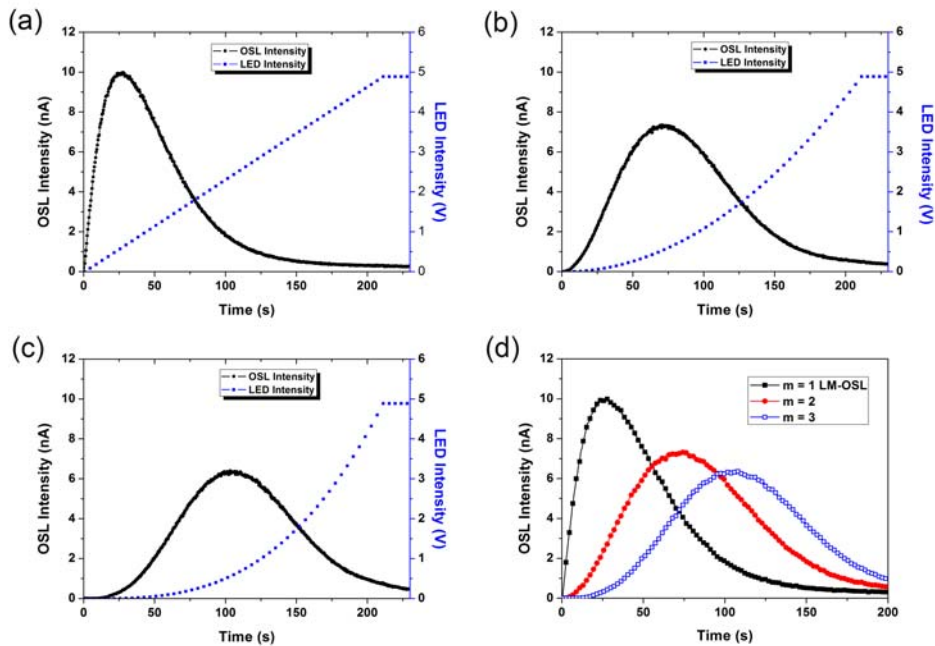 (a)
OSL Intensity (nA)
12
10
8
6
4
2
0
OSL Intensity
LED Intensity
6
5
4
3
2
1
0
LED Intensity (V)
0 50 100 150 200
Time (s)
(b)
OSL Intensity (nA)
12
10
8
6
4
2
0
OSL Intensity
LED Intensity
6
5
4
3
2
1
0
LED Intensity (V)
0 50 100 150 200
Time (s)
(c)
OSL Intensity (nA)
12
10
8
6
4
2
0
OSL Intensity
LED Intensity
6
5
4
3
2
1
0
LED Intensity (V)
0 50 100 150 200
Time (s)
(d)
OSL Intensity (nA)
12
10
8
6
4
2
0
m = 1 LM-OSL
m = 2
m = 3
0 50 100 150 200
Time (s)